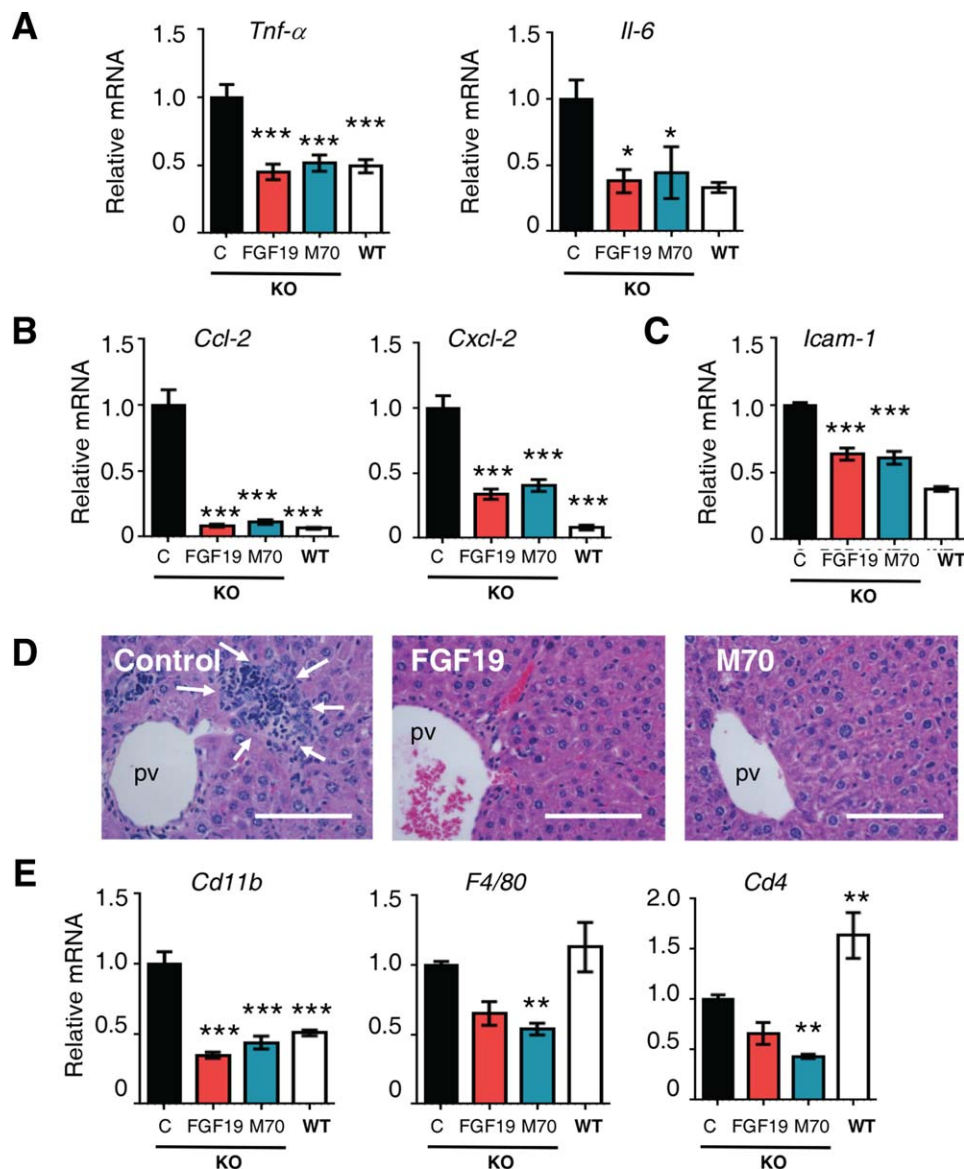 A
Tnf-α
Il-6
Relative mRNA
1.5
1.0
0.5
0
***
***
***
C FGF19 M70 WT
KO
Relative mRNA
1.5
1.0
0.5
0
*
*
C FGF19 M70 WT
KO
B
Ccl-2
Cxcl-2
C
Icam-1
Relative mRNA
1.5
1.0
0.5
0
***
***
***
C FGF19 M70 WT
KO
1.5
1.0
0.5
0
***
***
***
C FGF19 M70 WT
KO
Relative mRNA
1.5
1.0
0.5
0
***
***
C FGF19 M70 WT
KO
D
Control
pv
FGF19
pv
M70
pv
E
Cd11b
F4/80
Cd4
Relative mRNA
1.5
1.0
0.5
0
***
***
***
C FGF19 M70 WT
KO
1.5
1.0
0.5
0
**
C FGF19 M70 WT
KO
2.0
1.5
1.0
0.5
0
**
**
C FGF19 M70 WT
KO